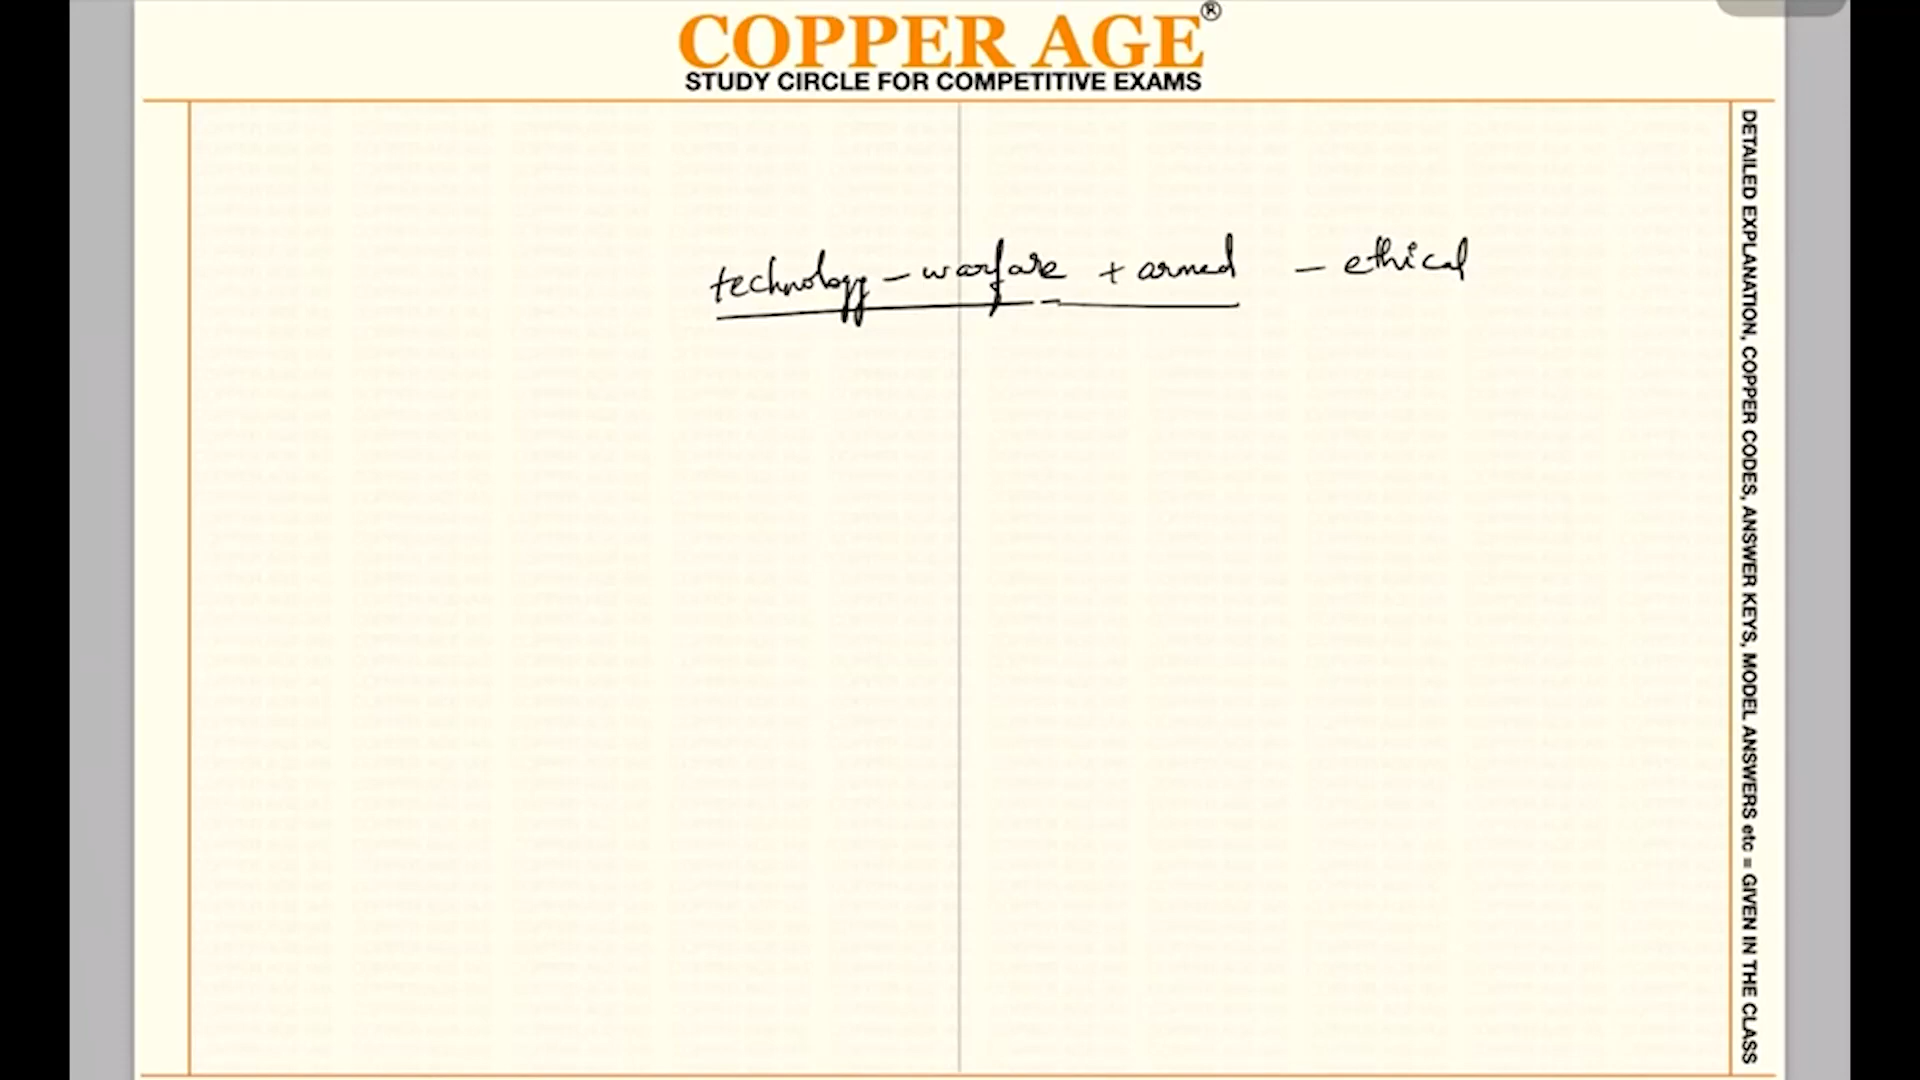 COPPER AGE®
STUDY CIRCLE FOR COMPETITIVE EXAMS
technology – warfare + armed – ethical
DETAILED EXPLANATION, COPPER CODES, ANSWER KEYS, MODEL ANSWERS etc = GIVEN IN THE CLASS